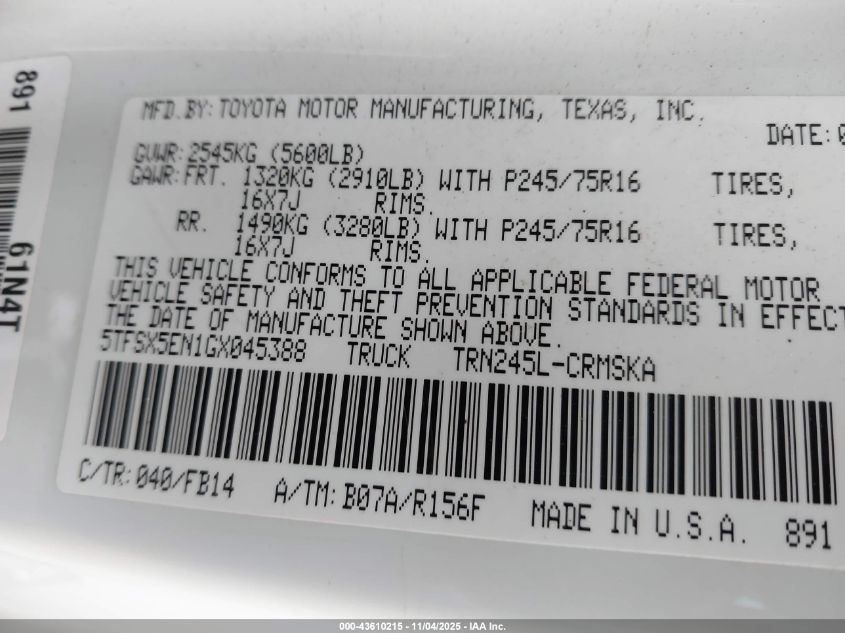 MFD.BY: TOYOTA MOTOR MANUFACTURING, TEXAS, INC.
DATE:0
GVWR: 2545KG (5600LB)
GAWR: FRT. 1320KG (2910LB) WITH P245/75R16 TIRES,
16X7J RIMS.
RR. 1490KG (3280LB) WITH P245/75R16 TIRES,
16X7J RIMS.
THIS VEHICLE CONFORMS TO ALL APPLICABLE FEDERAL MOTOR
VEHICLE SAFETY AND THEFT PREVENTION STANDARDS IN EFFECT
THE DATE OF MANUFACTURE SHOWN ABOVE.
5TFSX5EN1GX045388 TRUCK TRN245L-CRMSKA
C/TR: 040/FB14 A/TM: B07A/R156F MADE IN U.S.A. 891
891
61N4T
000-43610215 - 11/04/2025 - IAA Inc.